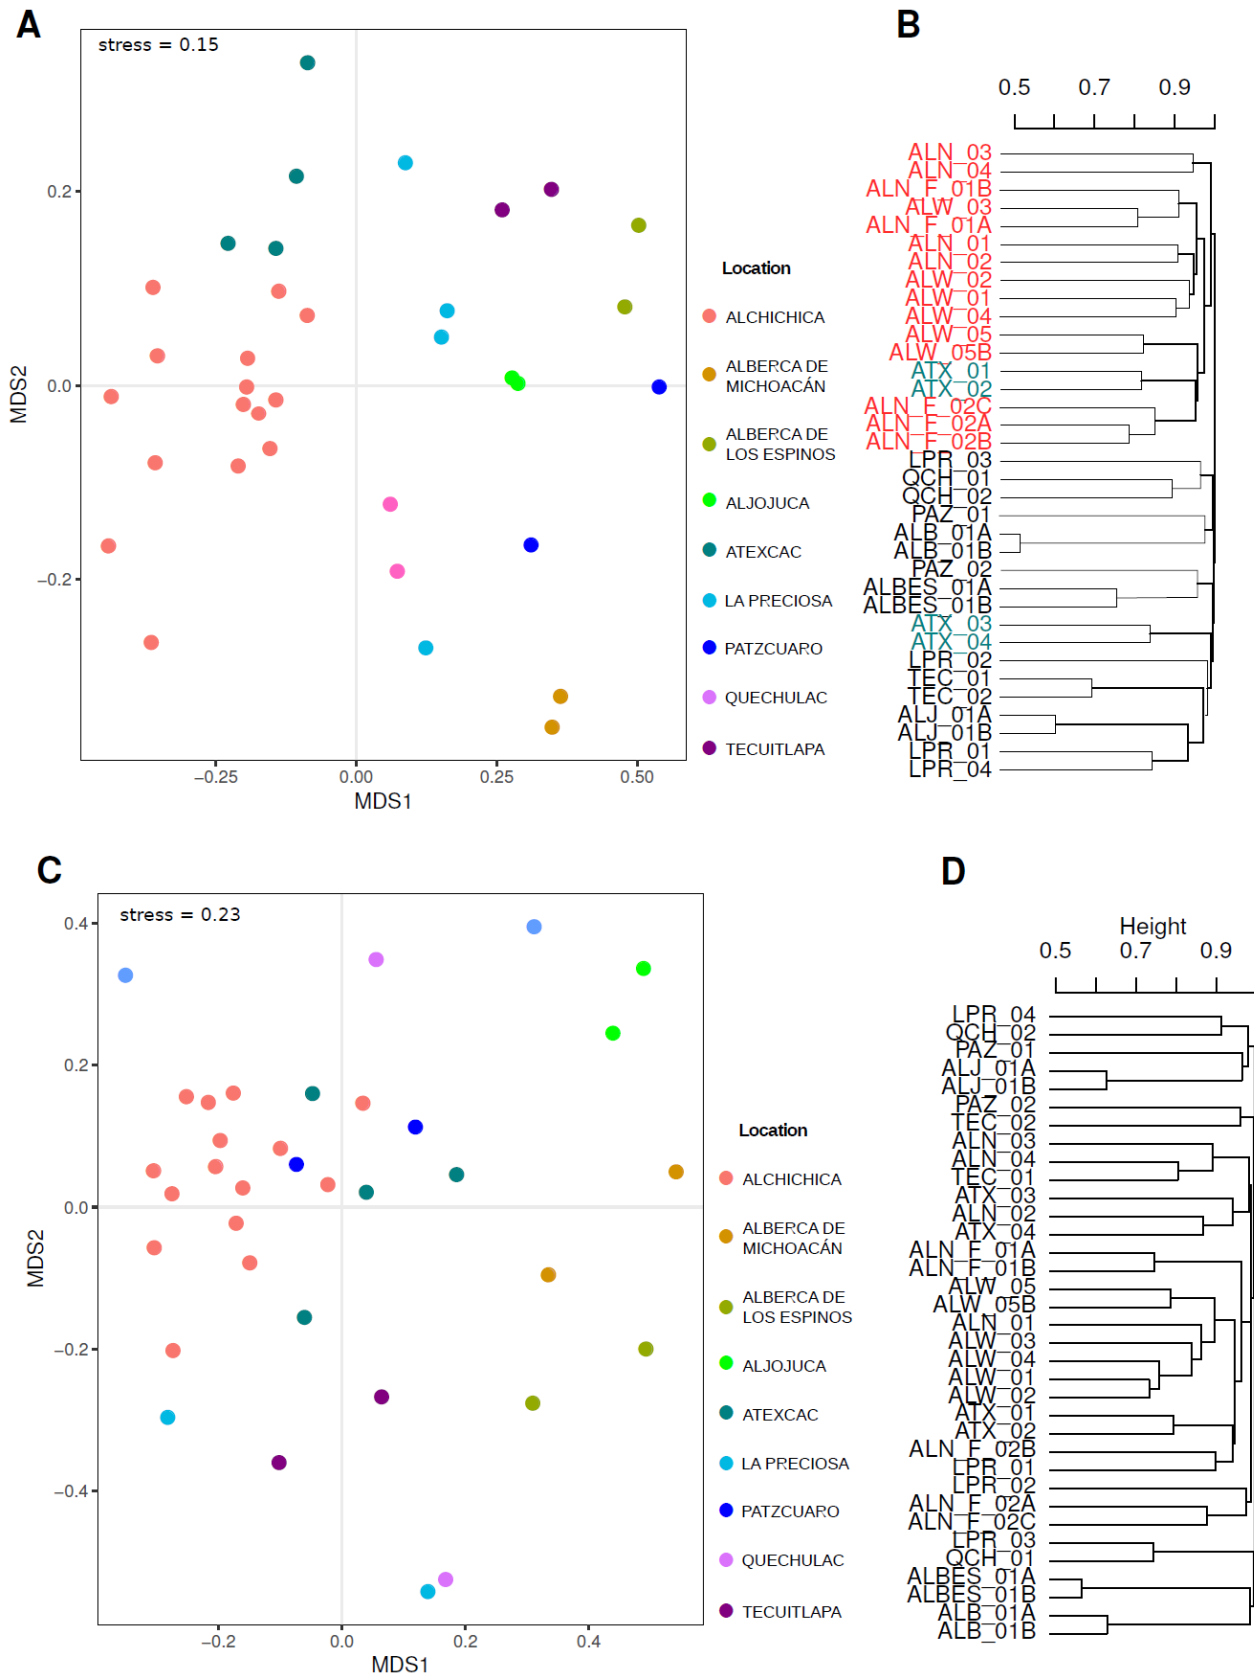 A
stress = 0.15
0.2
0.0
−0.2
MDS2
−0.25
0.00
0.25
0.50
MDS1
Location
ALCHICHICA
ALBERCA DE
MICHOACÁN
ALBERCA DE
LOS ESPINOS
ALJOJUCA
ATEXCAC
LA PRECIOSA
PATZCUARO
QUECHULAC
TECUITLAPA
B
0.5
0.7
0.9
ALN_03
ALN_04
ALN_F_01B
ALW_03
ALN_F_01A
ALN_01
ALN_02
ALW_02
ALW_01
ALW_04
ALW_05
ALW_05B
ATX_01
ATX_02
ALN_F_02C
ALN_F_02A
ALN_F_02B
LPR_03
QCH_01
QCH_02
PAZ_01
ALB_01A
ALB_01B
PAZ_02
ALBES_01A
ALBES_01B
ATX_03
ATX_04
LPR_02
TEC_01
TEC_02
ALJ_01A
ALJ_01B
LPR_01
LPR_04
C
stress = 0.23
0.4
0.2
0.0
−0.2
−0.4
MDS2
−0.2
0.0
0.2
0.4
MDS1
Location
ALCHICHICA
ALBERCA DE
MICHOACÁN
ALBERCA DE
LOS ESPINOS
ALJOJUCA
ATEXCAC
LA PRECIOSA
PATZCUARO
QUECHULAC
TECUITLAPA
D
Height
0.5
0.7
0.9
LPR_04
QCH_02
PAZ_01
ALJ_01A
ALJ_01B
PAZ_02
TEC_02
ALN_03
ALN_04
TEC_01
ATX_03
ALN_02
ATX_04
ALN_F_01A
ALN_F_01B
ALW_05
ALW_05B
ALN_01
ALW_03
ALW_04
ALW_01
ALW_02
ATX_01
ATX_02
ALN_F_02B
LPR_01
LPR_02
ALN_F_02A
ALN_F_02C
LPR_03
QCH_01
ALBES_01A
ALBES_01B
ALB_01A
ALB_01B